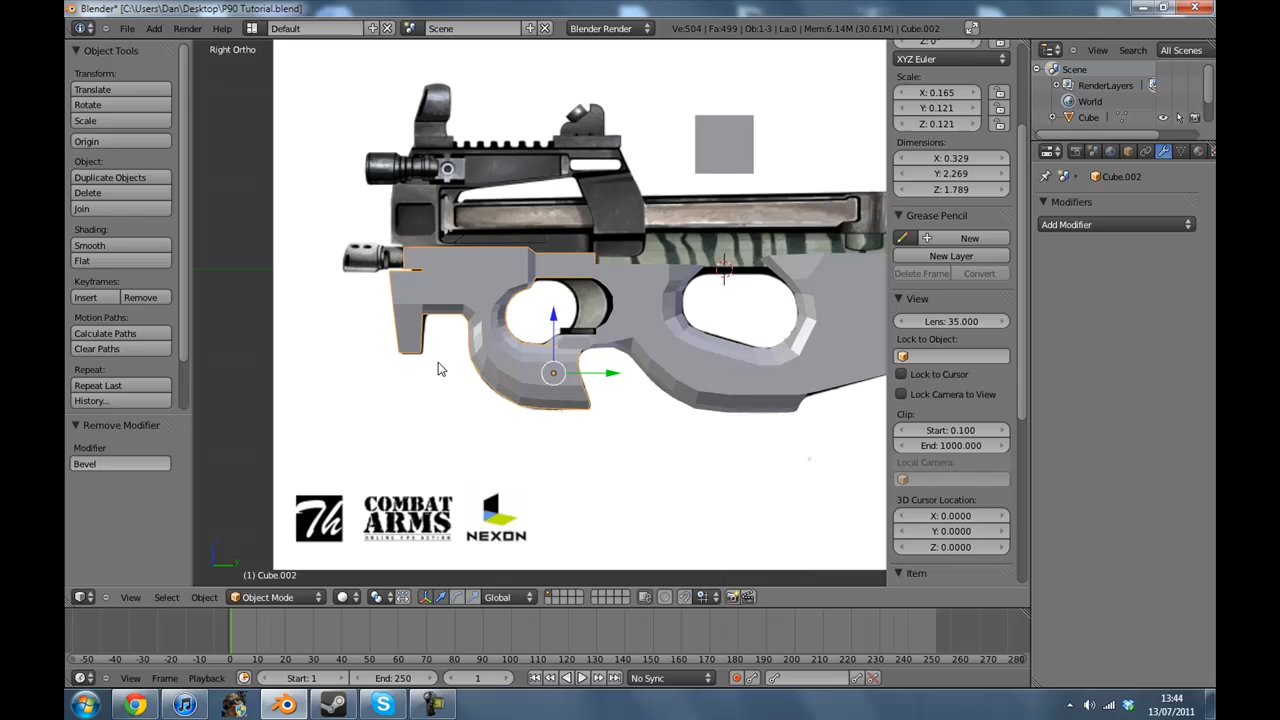 Blender* [C:\Users\Dan\Desktop\P90 Tutorial.blend]
File Add Render Help Default Scene Blender Render Ve:504 | Fa:499 | Ob:1-3 | La:0 | Mem:6.14M (30.61M) | Cube.002
Object Tools
Transform:
Translate
Rotate
Scale
Origin
Object:
Duplicate Objects
Delete
Join
Shading:
Smooth
Flat
Keyframes:
Insert Remove
Motion Paths:
Calculate Paths
Clear Paths
Repeat:
Repeat Last
History...
Remove Modifier
Modifier
Bevel
Right Ortho
COMBAT
ARMS
ONLINE FPS ACTION
NEXON
(1) Cube.002
XYZ Euler
Scale:
X: 0.165
Y: 0.121
Z: 0.121
Dimensions:
X: 0.329
Y: 2.269
Z: 1.789
Grease Pencil
New
New Layer
Delete Frame Convert
View
Lens: 35.000
Lock to Object:
Lock to Cursor
Lock Camera to View
Clip:
Start: 0.100
End: 1000.000
Local Camera:
3D Cursor Location:
X: 0.0000
Y: 0.0000
Z: 0.0000
Item
View Search All Scenes
Scene
RenderLayers
World
Cube
Cube.002
Modifiers
Add Modifier
View Select Object Object Mode Global
-50 -40 -30 -20 -10 0 10 20 30 40 50 60 70 80 90 100 110 120 130 140 150 160 170 180 190 200 210 220 230 240 250 260 270 280
View Frame Playback Start: 1 End: 250 1 No Sync
13:44
13/07/2011